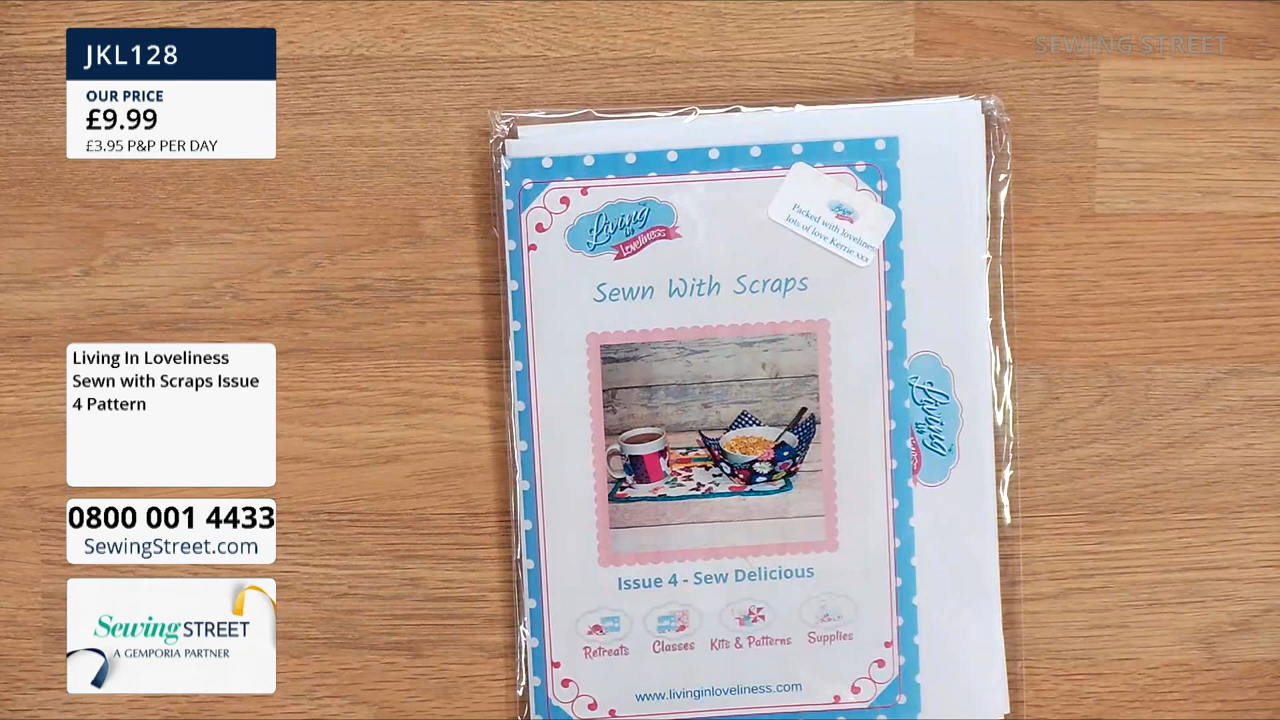 JKL128
OUR PRICE
£9.99
£3.95 P&P PER DAY
SEWING STREET
Living In Loveliness
Sewn with Scraps Issue
4 Pattern
0800 001 4433
SewingStreet.com
Sewing STREET
A GEMPORIA PARTNER
Living
in
Loveliness
Packed with loveliness
lots of love Kerrie xxx
Sewn With Scraps
Living
in
Issue 4 - Sew Delicious
Retreats
Classes
Kits & Patterns
Supplies
www.livinginloveliness.com